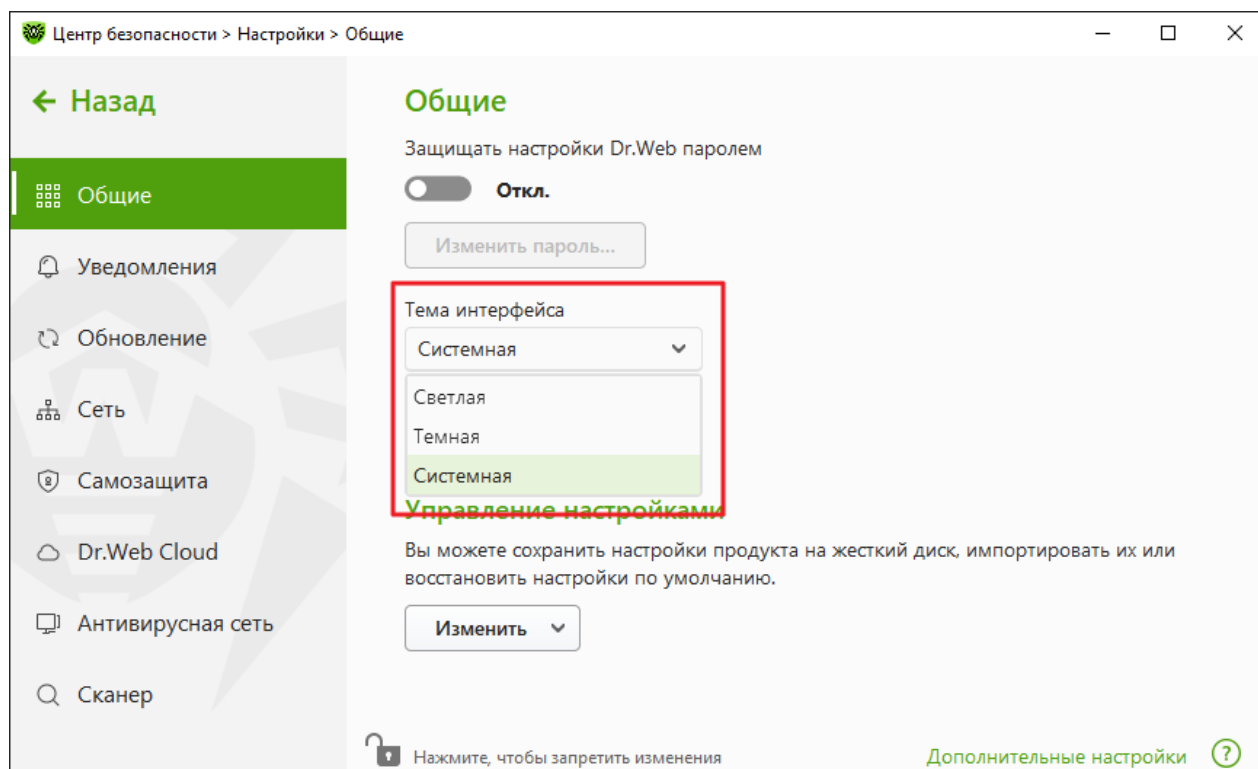 Центр безопасности > Настройки > Общие
Назад
Общие
Уведомления
Обновление
Сеть
Самозащита
Dr.Web Cloud
Антивирусная сеть
Сканер
Общие
Защищать настройки Dr.Web паролем
Откл.
Изменить пароль...
Тема интерфейса
Системная
Светлая
Темная
Системная
Управление настройками
Вы можете сохранить настройки продукта на жесткий диск, импортировать их или
восстановить настройки по умолчанию.
Изменить
Нажмите, чтобы запретить изменения
Дополнительные настройки ?